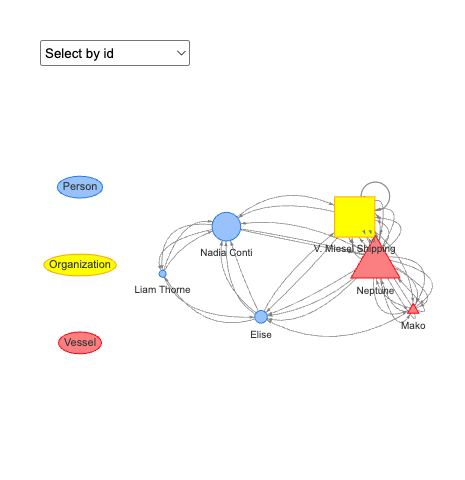 Select by id
Person
Organization
Vessel
Nadia Conti
V. Miesel Shipping
Liam Thorne
Neptune
Elise
Mako